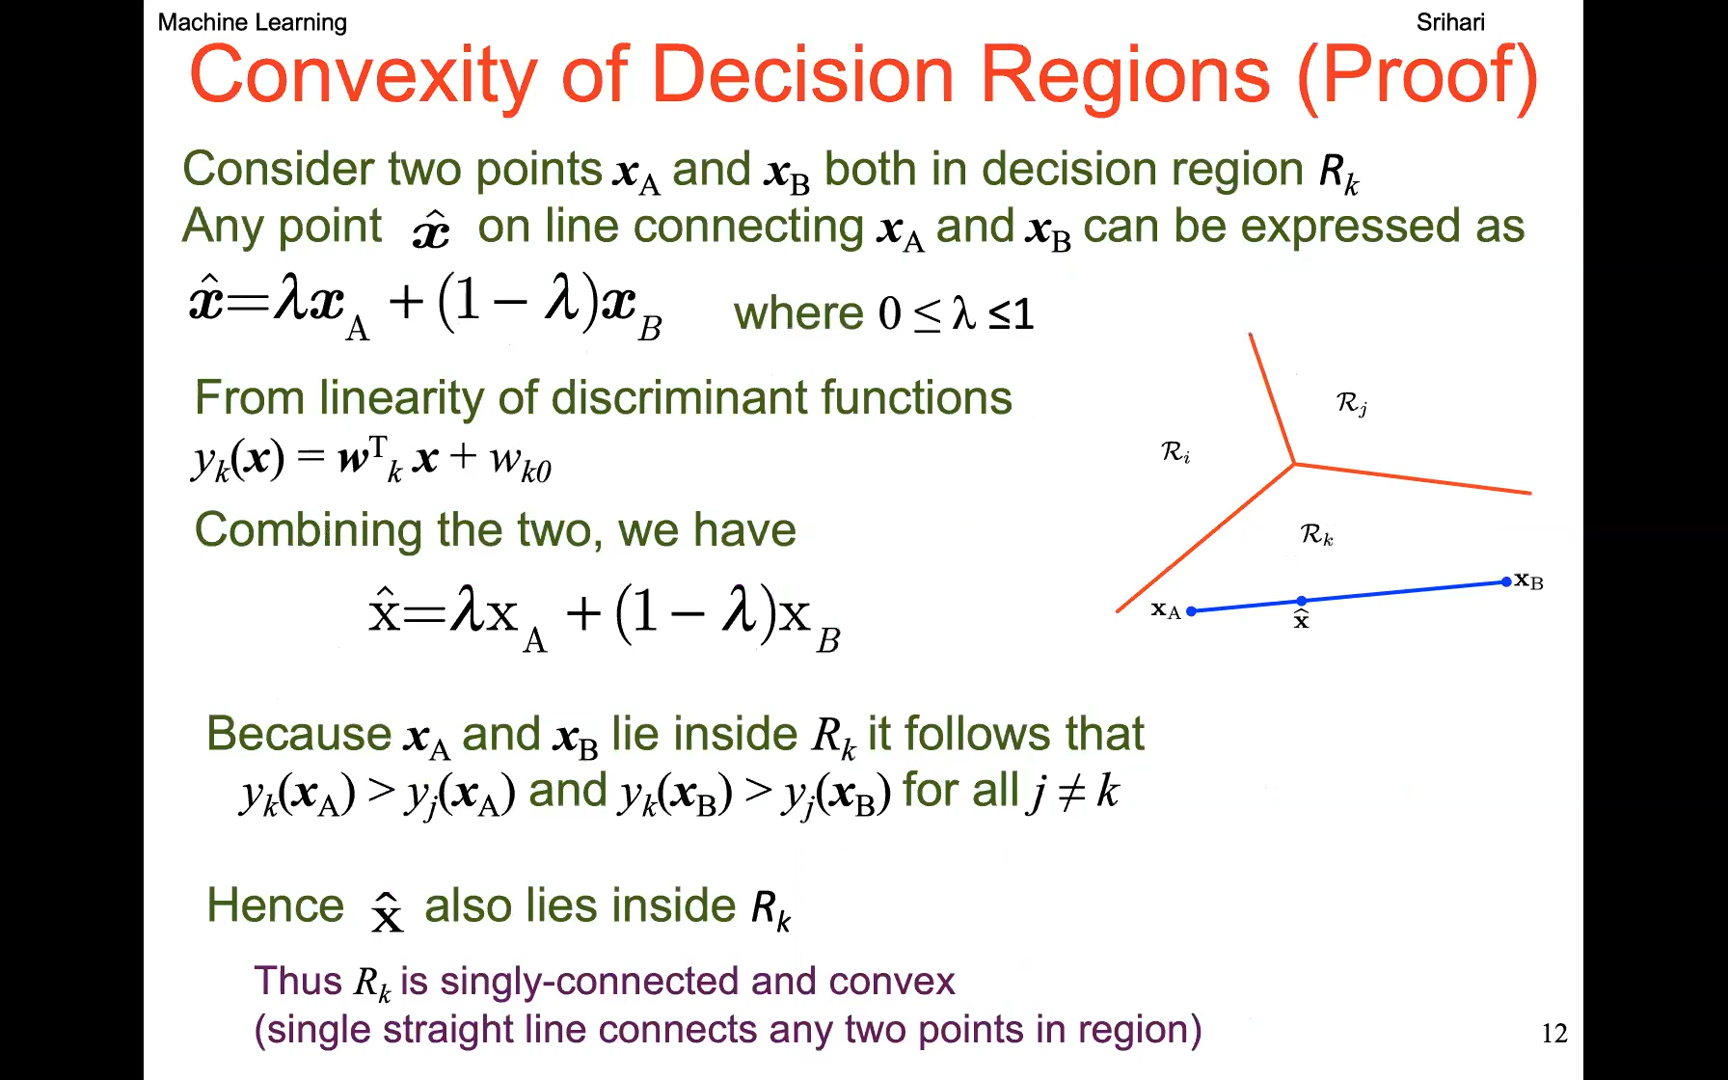 Machine Learning
Srihari
Convexity of Decision Regions (Proof)
Consider two points x_A and x_B both in decision region R_k
Any point x̂ on line connecting x_A and x_B can be expressed as
x̂=λx_A + (1 − λ)x_B where 0 ≤ λ ≤1
From linearity of discriminant functions
y_k(x) = w^T_k x + w_k0
Combining the two, we have
x̂=λx_A + (1 − λ)x_B
R_j
R_i
R_k
x_A
x̂
x_B
Because x_A and x_B lie inside R_k it follows that
y_k(x_A) > y_j(x_A) and y_k(x_B) > y_j(x_B) for all j ≠ k
Hence x̂ also lies inside R_k
Thus R_k is singly-connected and convex
(single straight line connects any two points in region)
12